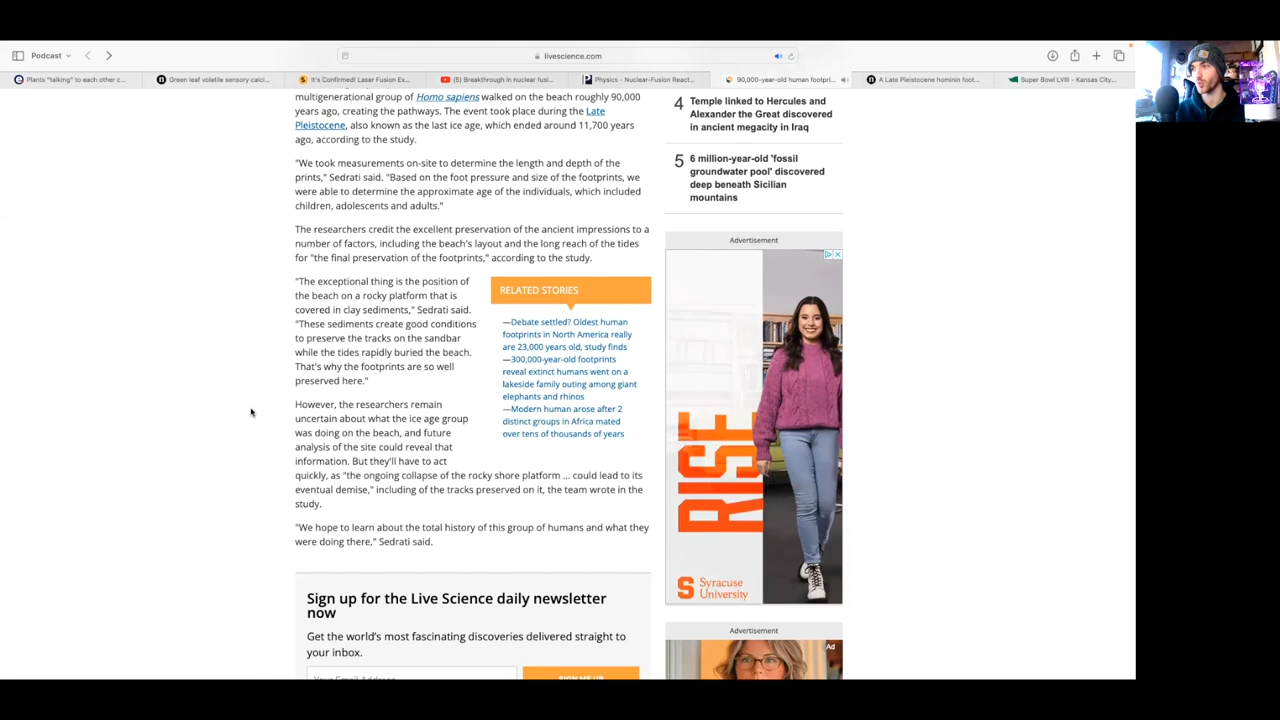 Podcast
livescience.com
Plants "talking" to each other c...
Green leaf volatile sensory calci...
It's Confirmed! Laser Fusion Ex...
(5) Breakthrough in nuclear fusi...
Physics - Nuclear-Fusion React...
90,000-year-old human footpri...
A Late Pleistocene hominin foot...
Super Bowl LVIII - Kansas City...
multigenerational group of Homo sapiens walked on the beach roughly 90,000
years ago, creating the pathways. The event took place during the Late
Pleistocene, also known as the last ice age, which ended around 11,700 years
ago, according to the study.
"We took measurements on-site to determine the length and depth of the
prints," Sedrati said. "Based on the foot pressure and size of the footprints, we
were able to determine the approximate age of the individuals, which included
children, adolescents and adults."
The researchers credit the excellent preservation of the ancient impressions to a
number of factors, including the beach's layout and the long reach of the tides
for "the final preservation of the footprints," according to the study.
"The exceptional thing is the position of
the beach on a rocky platform that is
covered in clay sediments," Sedrati said.
"These sediments create good conditions
to preserve the tracks on the sandbar
while the tides rapidly buried the beach.
That's why the footprints are so well
preserved here."
RELATED STORIES
—Debate settled? Oldest human
footprints in North America really
are 23,000 years old, study finds
—300,000-year-old footprints
reveal extinct humans went on a
lakeside family outing among giant
elephants and rhinos
—Modern human arose after 2
distinct groups in Africa mated
over tens of thousands of years
However, the researchers remain
uncertain about what the ice age group
was doing on the beach, and future
analysis of the site could reveal that
information. But they'll have to act
quickly, as "the ongoing collapse of the rocky shore platform ... could lead to its
eventual demise," including of the tracks preserved on it, the team wrote in the
study.
"We hope to learn about the total history of this group of humans and what they
were doing there," Sedrati said.
Sign up for the Live Science daily newsletter
now
Get the world's most fascinating discoveries delivered straight to
your inbox.
Your Email Address
SIGN ME UP
4 Temple linked to Hercules and
Alexander the Great discovered
in ancient megacity in Iraq
5 6 million-year-old 'fossil
groundwater pool' discovered
deep beneath Sicilian
mountains
Advertisement
RISE
S Syracuse
University
Advertisement
Ad